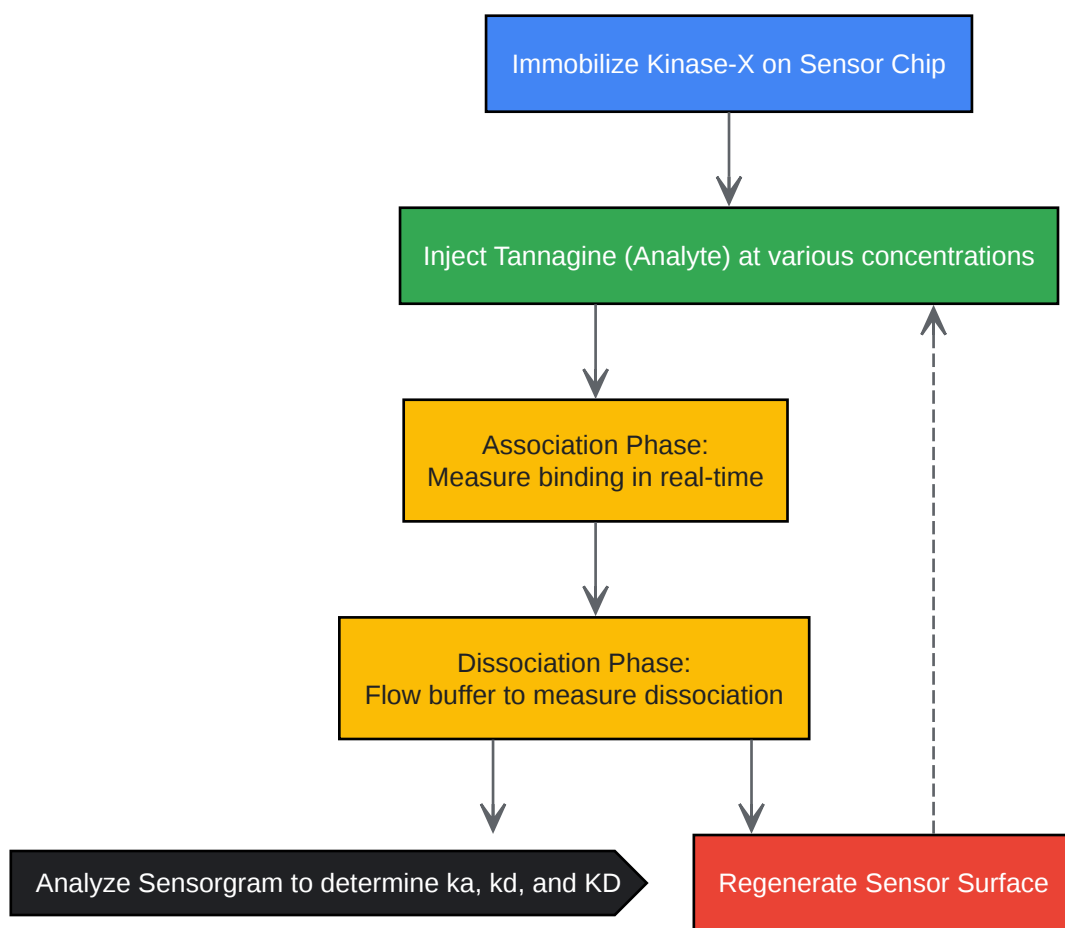 Immobilize Kinase-X on Sensor Chip
Inject Tannagine (Analyte) at various concentrations
Association Phase:
Measure binding in real-time
Dissociation Phase:
Flow buffer to measure dissociation
Analyze Sensorgram to determine ka, kd, and KD
Regenerate Sensor Surface